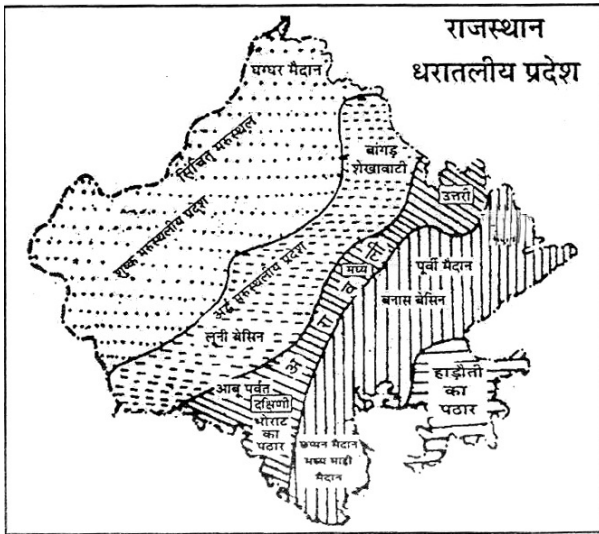 राजस्थान
धरातलीय प्रदेश
घग्घर मैदान
सिंचित मरुस्थल
बांगड़
शेखावाटी
उत्तरी
शुष्क मरुस्थलीय प्रदेश
अर्द्ध मरुस्थलीय प्रदेश
मध्य
अ रा व ली
पूर्वी मैदान
बनास बेसिन
लूनी बेसिन
हाड़ौती
का
पठार
आबू पर्वत
दक्षिणी
भोराट
का
पठार
छप्पन मैदान
मध्य माही
मैदान